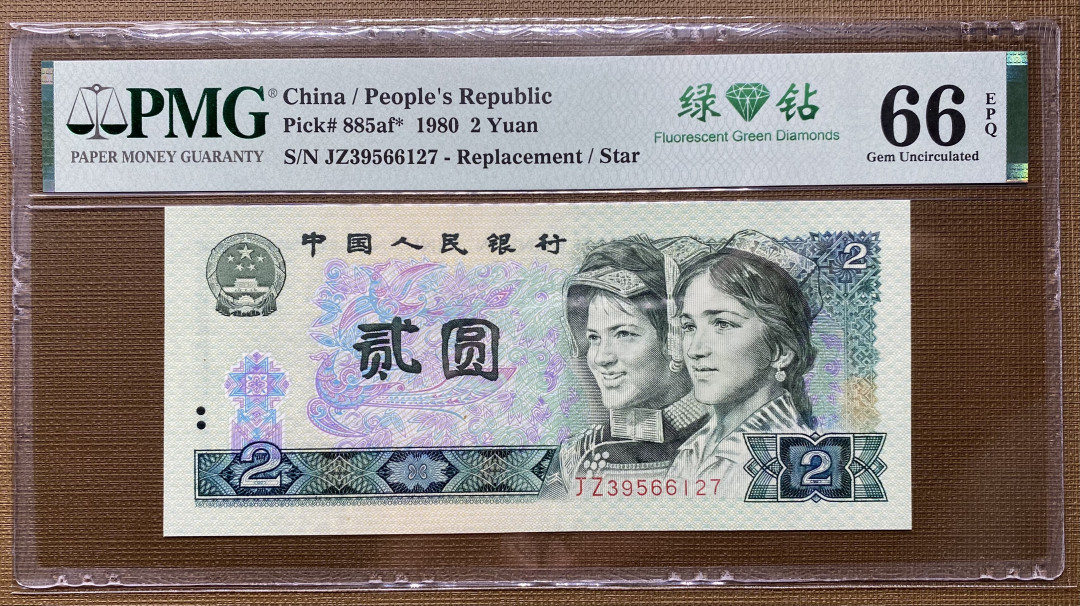 PMG®
PAPER MONEY GUARANTY
China / People's Republic
Pick# 885af* 1980 2 Yuan
S/N JZ39566127 - Replacement / Star
绿 钻
Fluorescent Green Diamonds
66 EPQ
Gem Uncirculated
中国人民银行
2
贰圆
2
JZ39566127
2